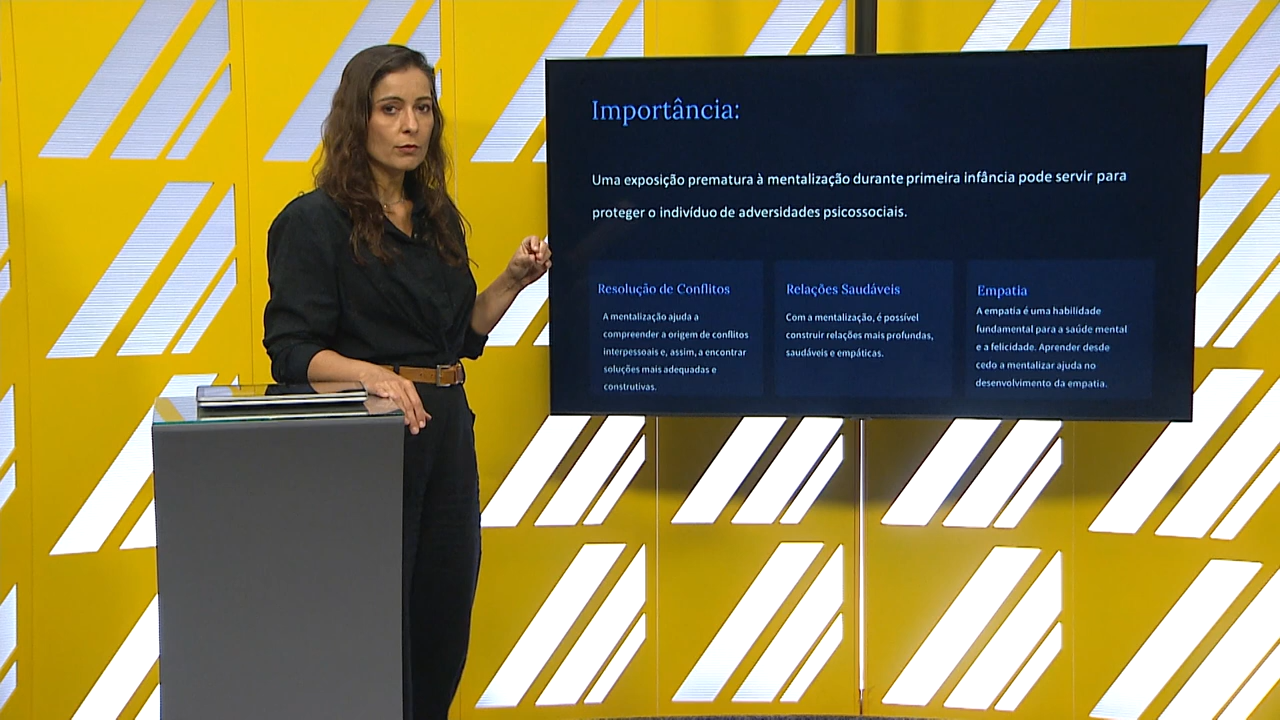 Importância:
Uma exposição prematura à mentalização durante primeira infância pode servir para
proteger o indivíduo de adversidades psicossociais.
Resolução de Conflitos
A mentalização ajuda a
compreender a origem de conflitos
interpessoais e, assim, a encontrar
soluções mais adequadas e
construtivas.
Relações Saudáveis
Com a mentalização, é possível
construir relações mais profundas,
saudáveis e empáticas.
Empatia
A empatia é uma habilidade
fundamental para a saúde mental
e a felicidade. Aprender desde
cedo a mentalizar ajuda no
desenvolvimento da empatia.